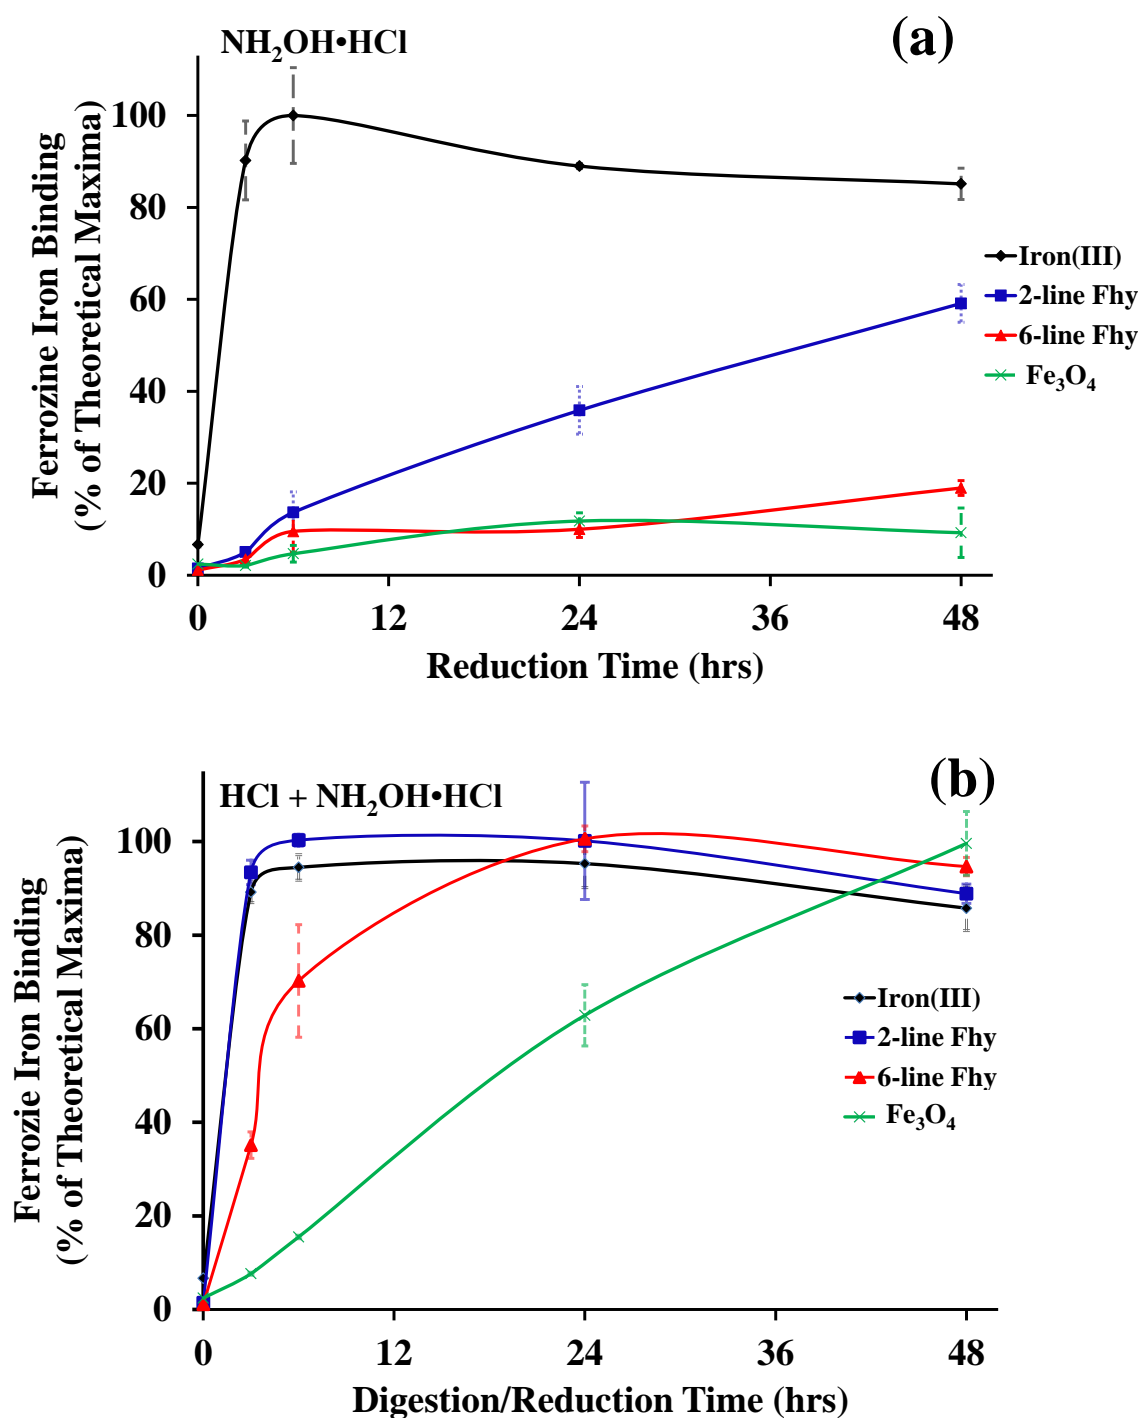 NH₂OH•HCl
(a)
Ferrozine Iron Binding
(% of Theoretical Maxima)
100
80
60
40
20
0
0 12 24 36 48
Reduction Time (hrs)
Iron(III)
2-line Fhy
6-line Fhy
Fe₃O₄
HCl + NH₂OH•HCl
(b)
Ferrozie Iron Binding
(% of Theoretical Maxima)
100
80
60
40
20
0
0 12 24 36 48
Digestion/Reduction Time (hrs)
Iron(III)
2-line Fhy
6-line Fhy
Fe₃O₄